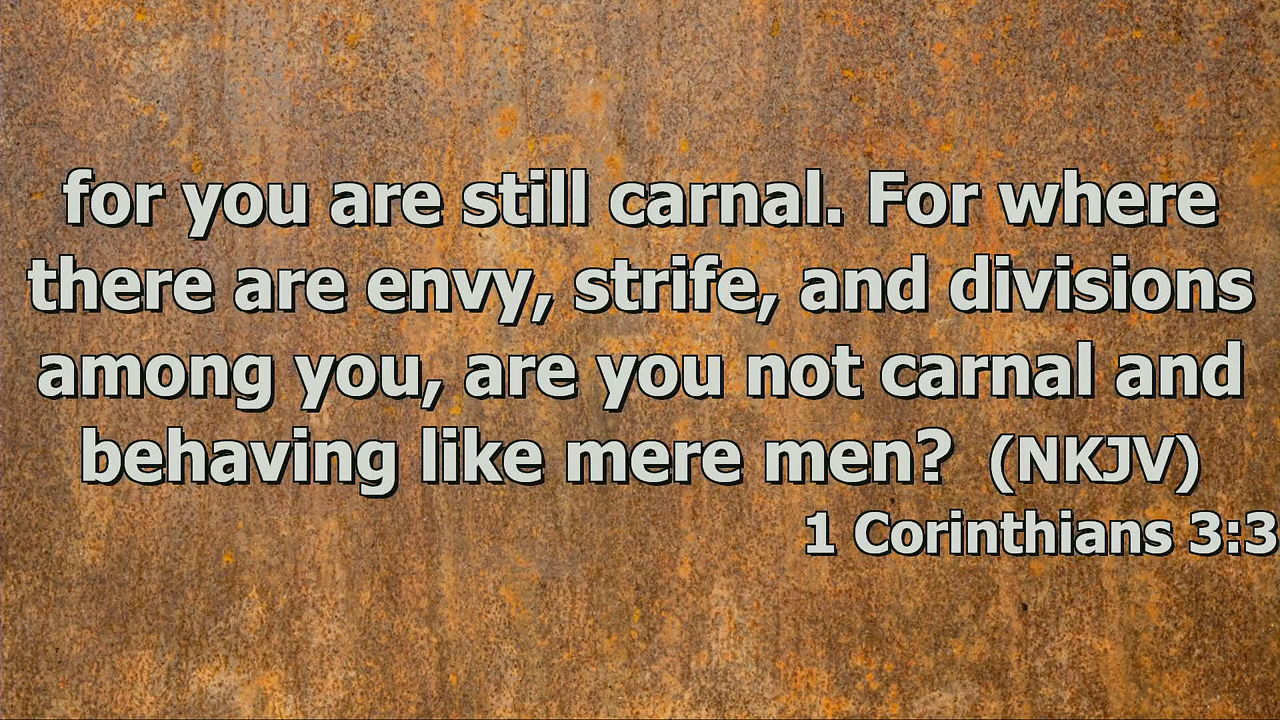 for you are still carnal. For where
there are envy, strife, and divisions
among you, are you not carnal and
behaving like mere men? (NKJV)
1 Corinthians 3:3